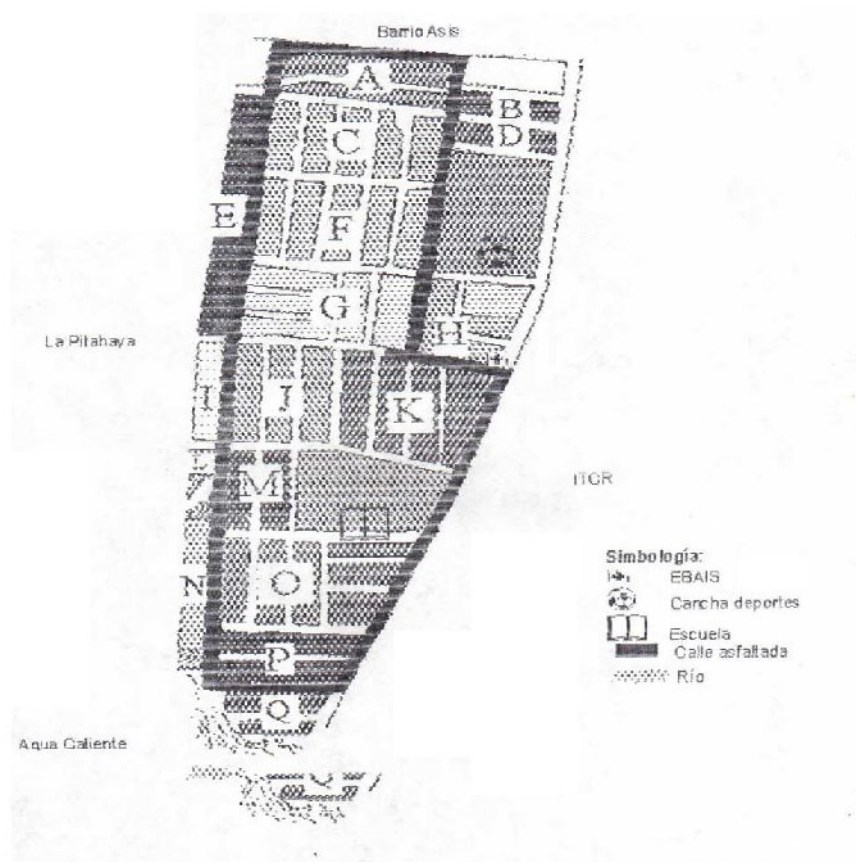 Barrio Asis
A
B
C
D
E
F
G
La Pitahaya
H
I
J
K
L
M
ITCR
N
O
P
Q
Agua Caliente
Q
Simbología:
EBAIS
Carcha deportes
Escuela
Calle asfaltada
Río